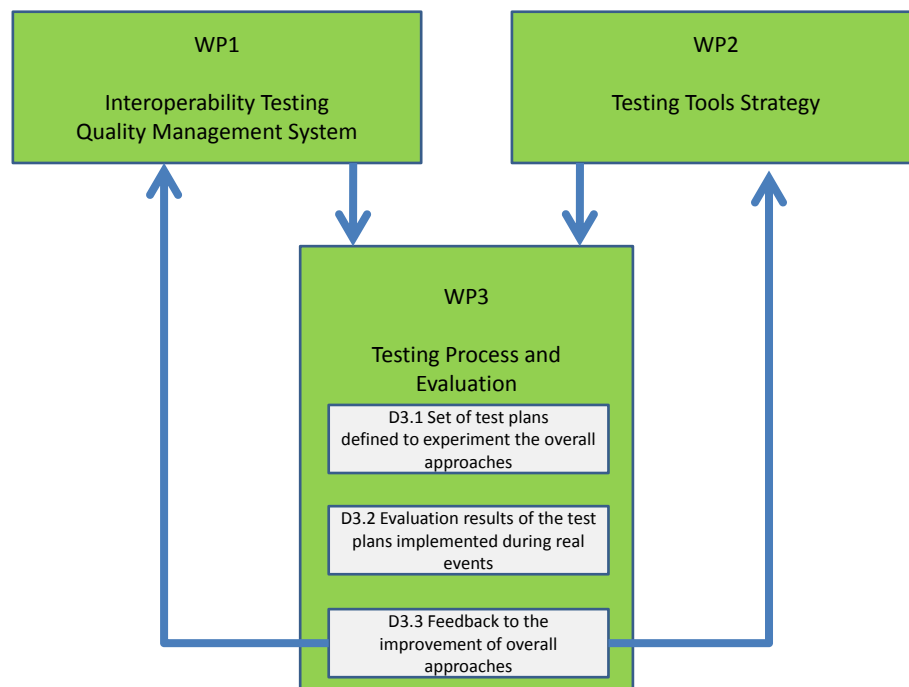 WP1
Interoperability Testing
Quality Management System
WP2
Testing Tools Strategy
WP3
Testing Process and
Evaluation
D3.1 Set of test plans
defined to experiment the overall
approaches
D3.2 Evaluation results of the test
plans implemented during real
events
D3.3 Feedback to the
improvement of overall
approaches